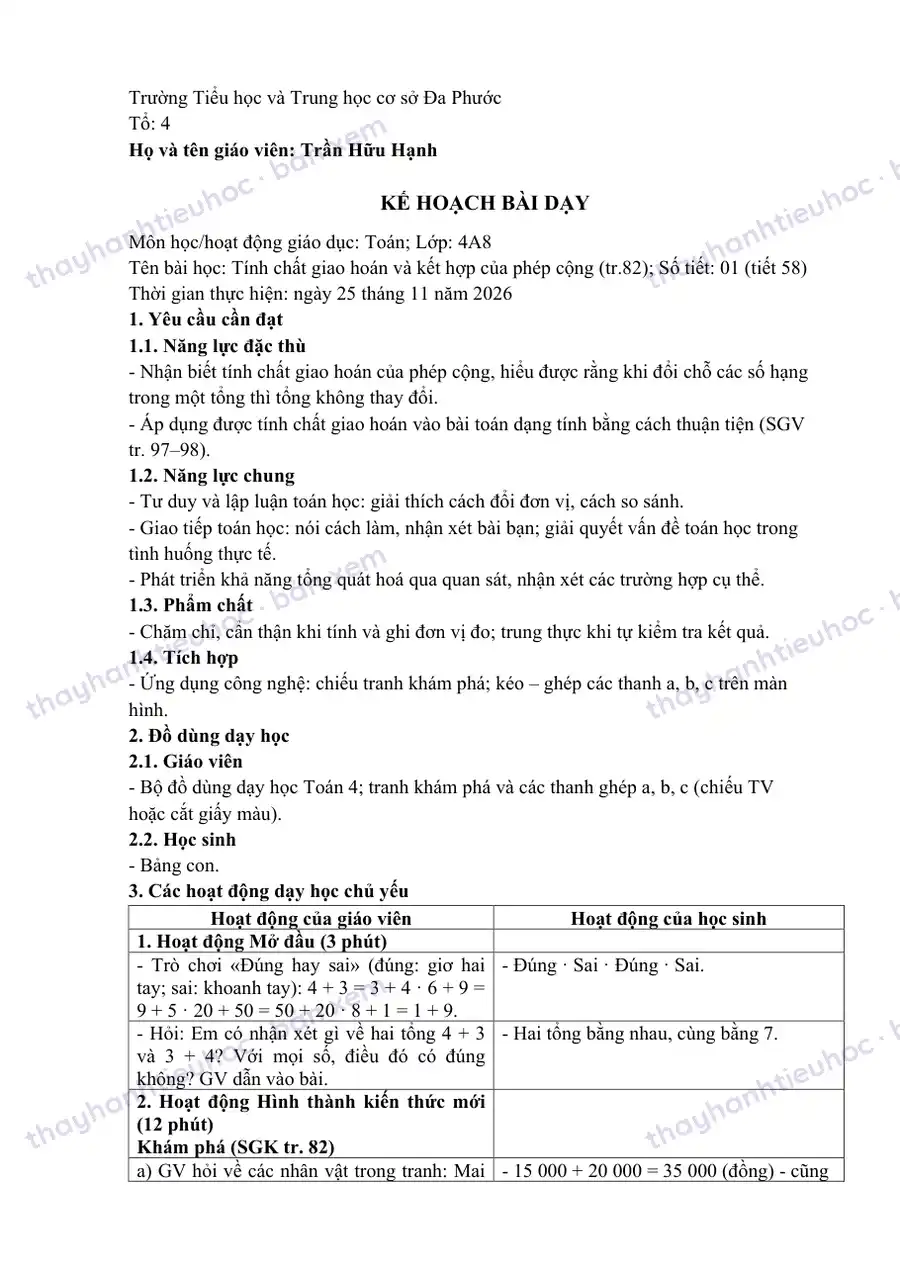 Trường Tiểu học và Trung học cơ sở Đa Phước
Tổ: 4
Họ và tên giáo viên: Trần Hữu Hạnh
KẾ HOẠCH BÀI DẠY
Môn học/hoạt động giáo dục: Toán; Lớp: 4A8
Tên bài học: Tính chất giao hoán và kết hợp của phép cộng (tr.82); Số tiết: 01 (tiết 58)
Thời gian thực hiện: ngày 25 tháng 11 năm 2026
1. Yêu cầu cần đạt
1.1. Năng lực đặc thù
- Nhận biết tính chất giao hoán của phép cộng, hiểu được rằng khi đổi chỗ các số hạng
trong một tổng thì tổng không thay đổi.
- Áp dụng được tính chất giao hoán vào bài toán dạng tính bằng cách thuận tiện (SGV
tr. 97–98).
1.2. Năng lực chung
- Tư duy và lập luận toán học: giải thích cách đổi đơn vị, cách so sánh.
- Giao tiếp toán học: nói cách làm, nhận xét bài bạn; giải quyết vấn đề toán học trong
tình huống thực tế.
- Phát triển khả năng tổng quát hoá qua quan sát, nhận xét các trường hợp cụ thể.
1.3. Phẩm chất
- Chăm chỉ, cẩn thận khi tính và ghi đơn vị đo; trung thực khi tự kiểm tra kết quả.
1.4. Tích hợp
- Ứng dụng công nghệ: chiếu tranh khám phá; kéo – ghép các thanh a, b, c trên màn
hình.
2. Đồ dùng dạy học
2.1. Giáo viên
- Bộ đồ dùng dạy học Toán 4; tranh khám phá và các thanh ghép a, b, c (chiếu TV
hoặc cắt giấy màu).
2.2. Học sinh
- Bảng con.
3. Các hoạt động dạy học chủ yếu
Hoạt động của giáo viên
Hoạt động của học sinh
1. Hoạt động Mở đầu (3 phút)
- Trò chơi «Đúng hay sai» (đúng: giơ hai
tay; sai: khoanh tay): 4 + 3 = 3 + 4 · 6 + 9 =
9 + 5 · 20 + 50 = 50 + 20 · 8 + 1 = 1 + 9.
- Đúng · Sai · Đúng · Sai.
- Hỏi: Em có nhận xét gì về hai tổng 4 + 3
và 3 + 4? Với mọi số, điều đó có đúng
không? GV dẫn vào bài.
- Hai tổng bằng nhau, cùng bằng 7.
2. Hoạt động Hình thành kiến thức mới
(12 phút)
Khám phá (SGK tr. 82)
a) GV hỏi về các nhân vật trong tranh: Mai
- 15 000 + 20 000 = 35 000 (đồng) - cũng
thayhanhtieuhoc · bản xem
thayhanhtieuhoc · b
thayhanhtieuhoc · bản xem
thayhanhtieuhoc · b
thayhanhtieuhoc · bản xem
thayhanhtieuhoc · b